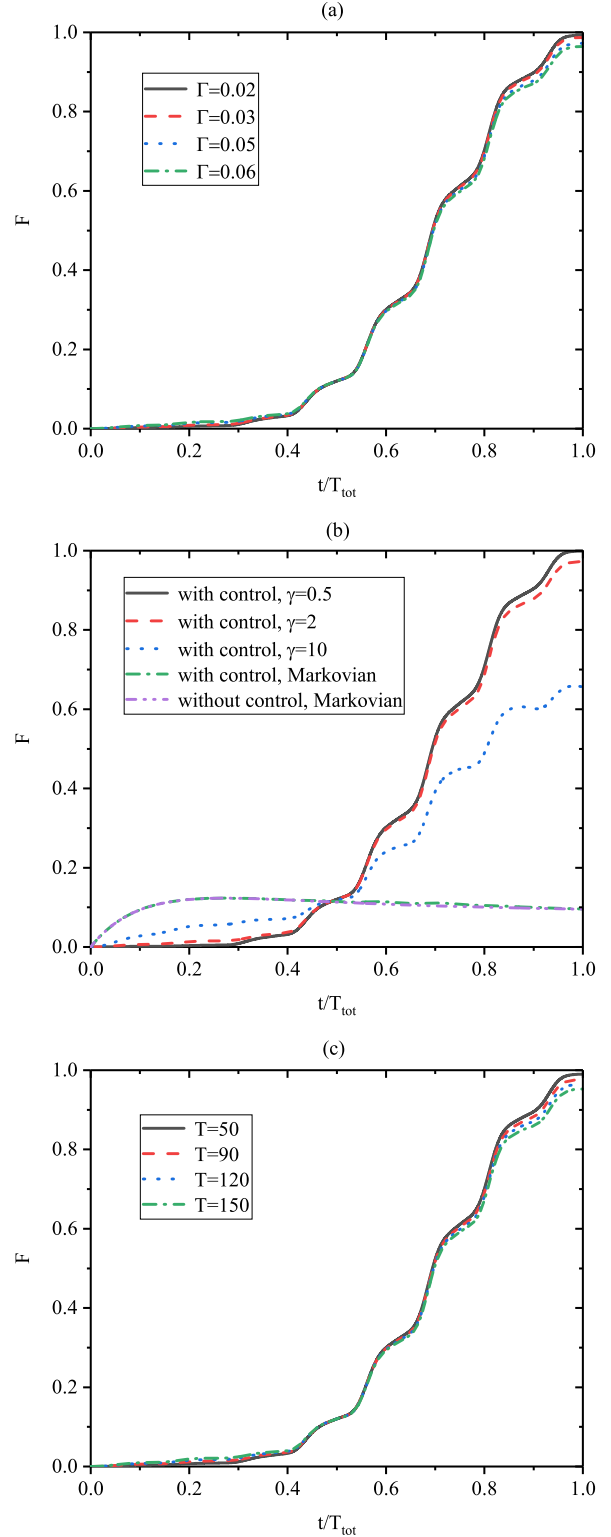 (a)
1.0
0.8
0.6
0.4
0.2
0.0
F
Γ=0.02
Γ=0.03
Γ=0.05
Γ=0.06
0.0 0.2 0.4 0.6 0.8 1.0
t/T_tot
(b)
1.0
0.8
0.6
0.4
0.2
0.0
F
with control, γ=0.5
with control, γ=2
with control, γ=10
with control, Markovian
without control, Markovian
0.0 0.2 0.4 0.6 0.8 1.0
t/T_tot
(c)
1.0
0.8
0.6
0.4
0.2
0.0
F
T=50
T=90
T=120
T=150
0.0 0.2 0.4 0.6 0.8 1.0
t/T_tot